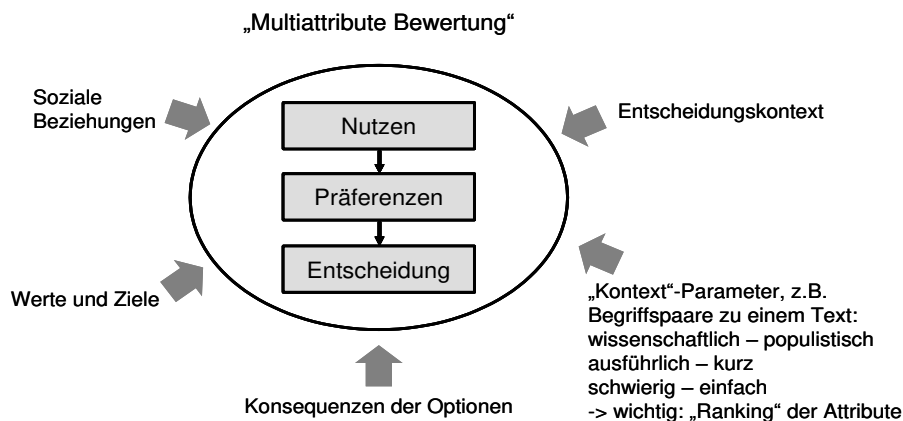 „Multiattribute Bewertung“
Soziale
Beziehungen
Nutzen
Entscheidungskontext
Präferenzen
Entscheidung
Werte und Ziele
„Kontext“-Parameter, z.B.
Begriffspaare zu einem Text:
wissenschaftlich – populistisch
ausführlich – kurz
schwierig – einfach
-> wichtig: „Ranking“ der Attribute
Konsequenzen der Optionen